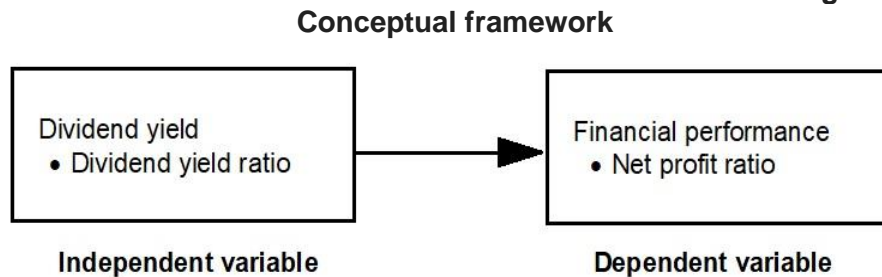 Conceptual framework
Dividend yield
• Dividend yield ratio
Financial performance
• Net profit ratio
Independent variable
Dependent variable